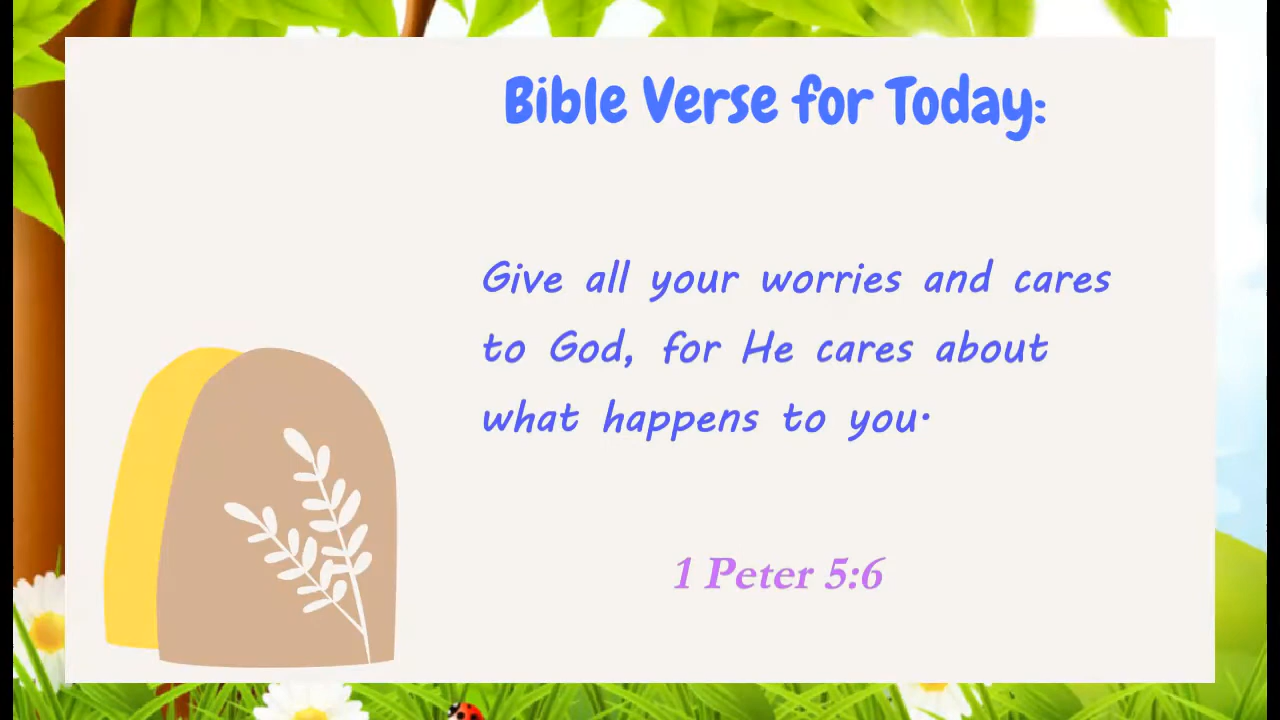 Bible Verse for Today:
Give all your worries and cares
to God, for He cares about
what happens to you.
1 Peter 5:6